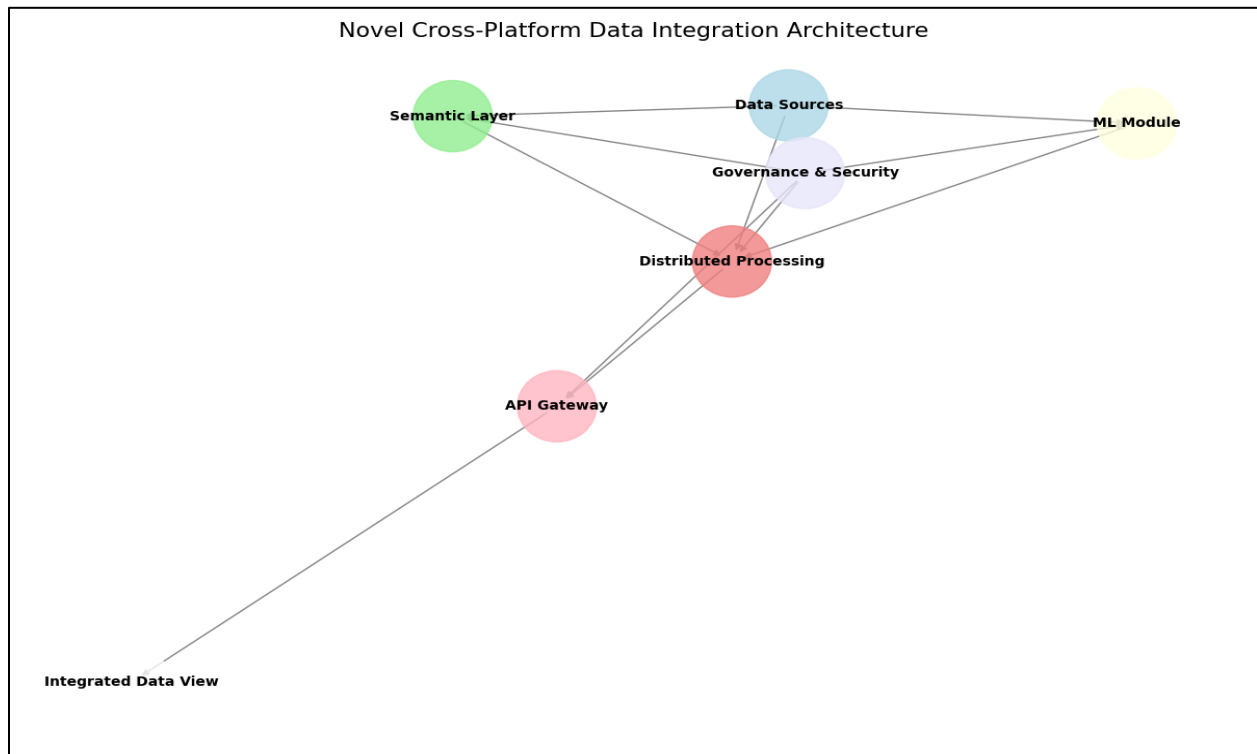 Novel Cross-Platform Data Integration Architecture
Data Sources
Semantic Layer
ML Module
Governance & Security
Distributed Processing
API Gateway
Integrated Data View